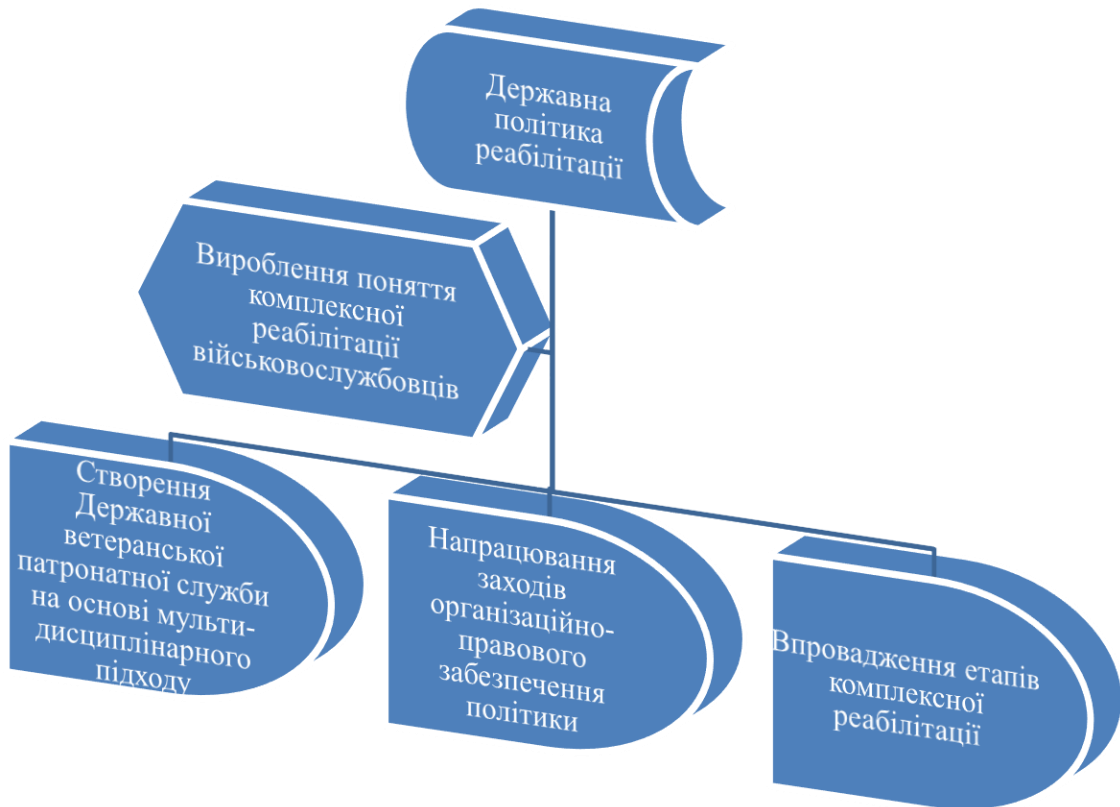 Державна
політика
реабілітації
Вироблення поняття
комплексної
реабілітації
військовослужбовців
Створення
Державної
ветеранської
патронатної служби
на основі мульти-
дисциплінарного
підходу
Напрацювання
заходів
організаційно-
правового
забезпечення
політики
Впровадження етапів
комплексної
реабілітації